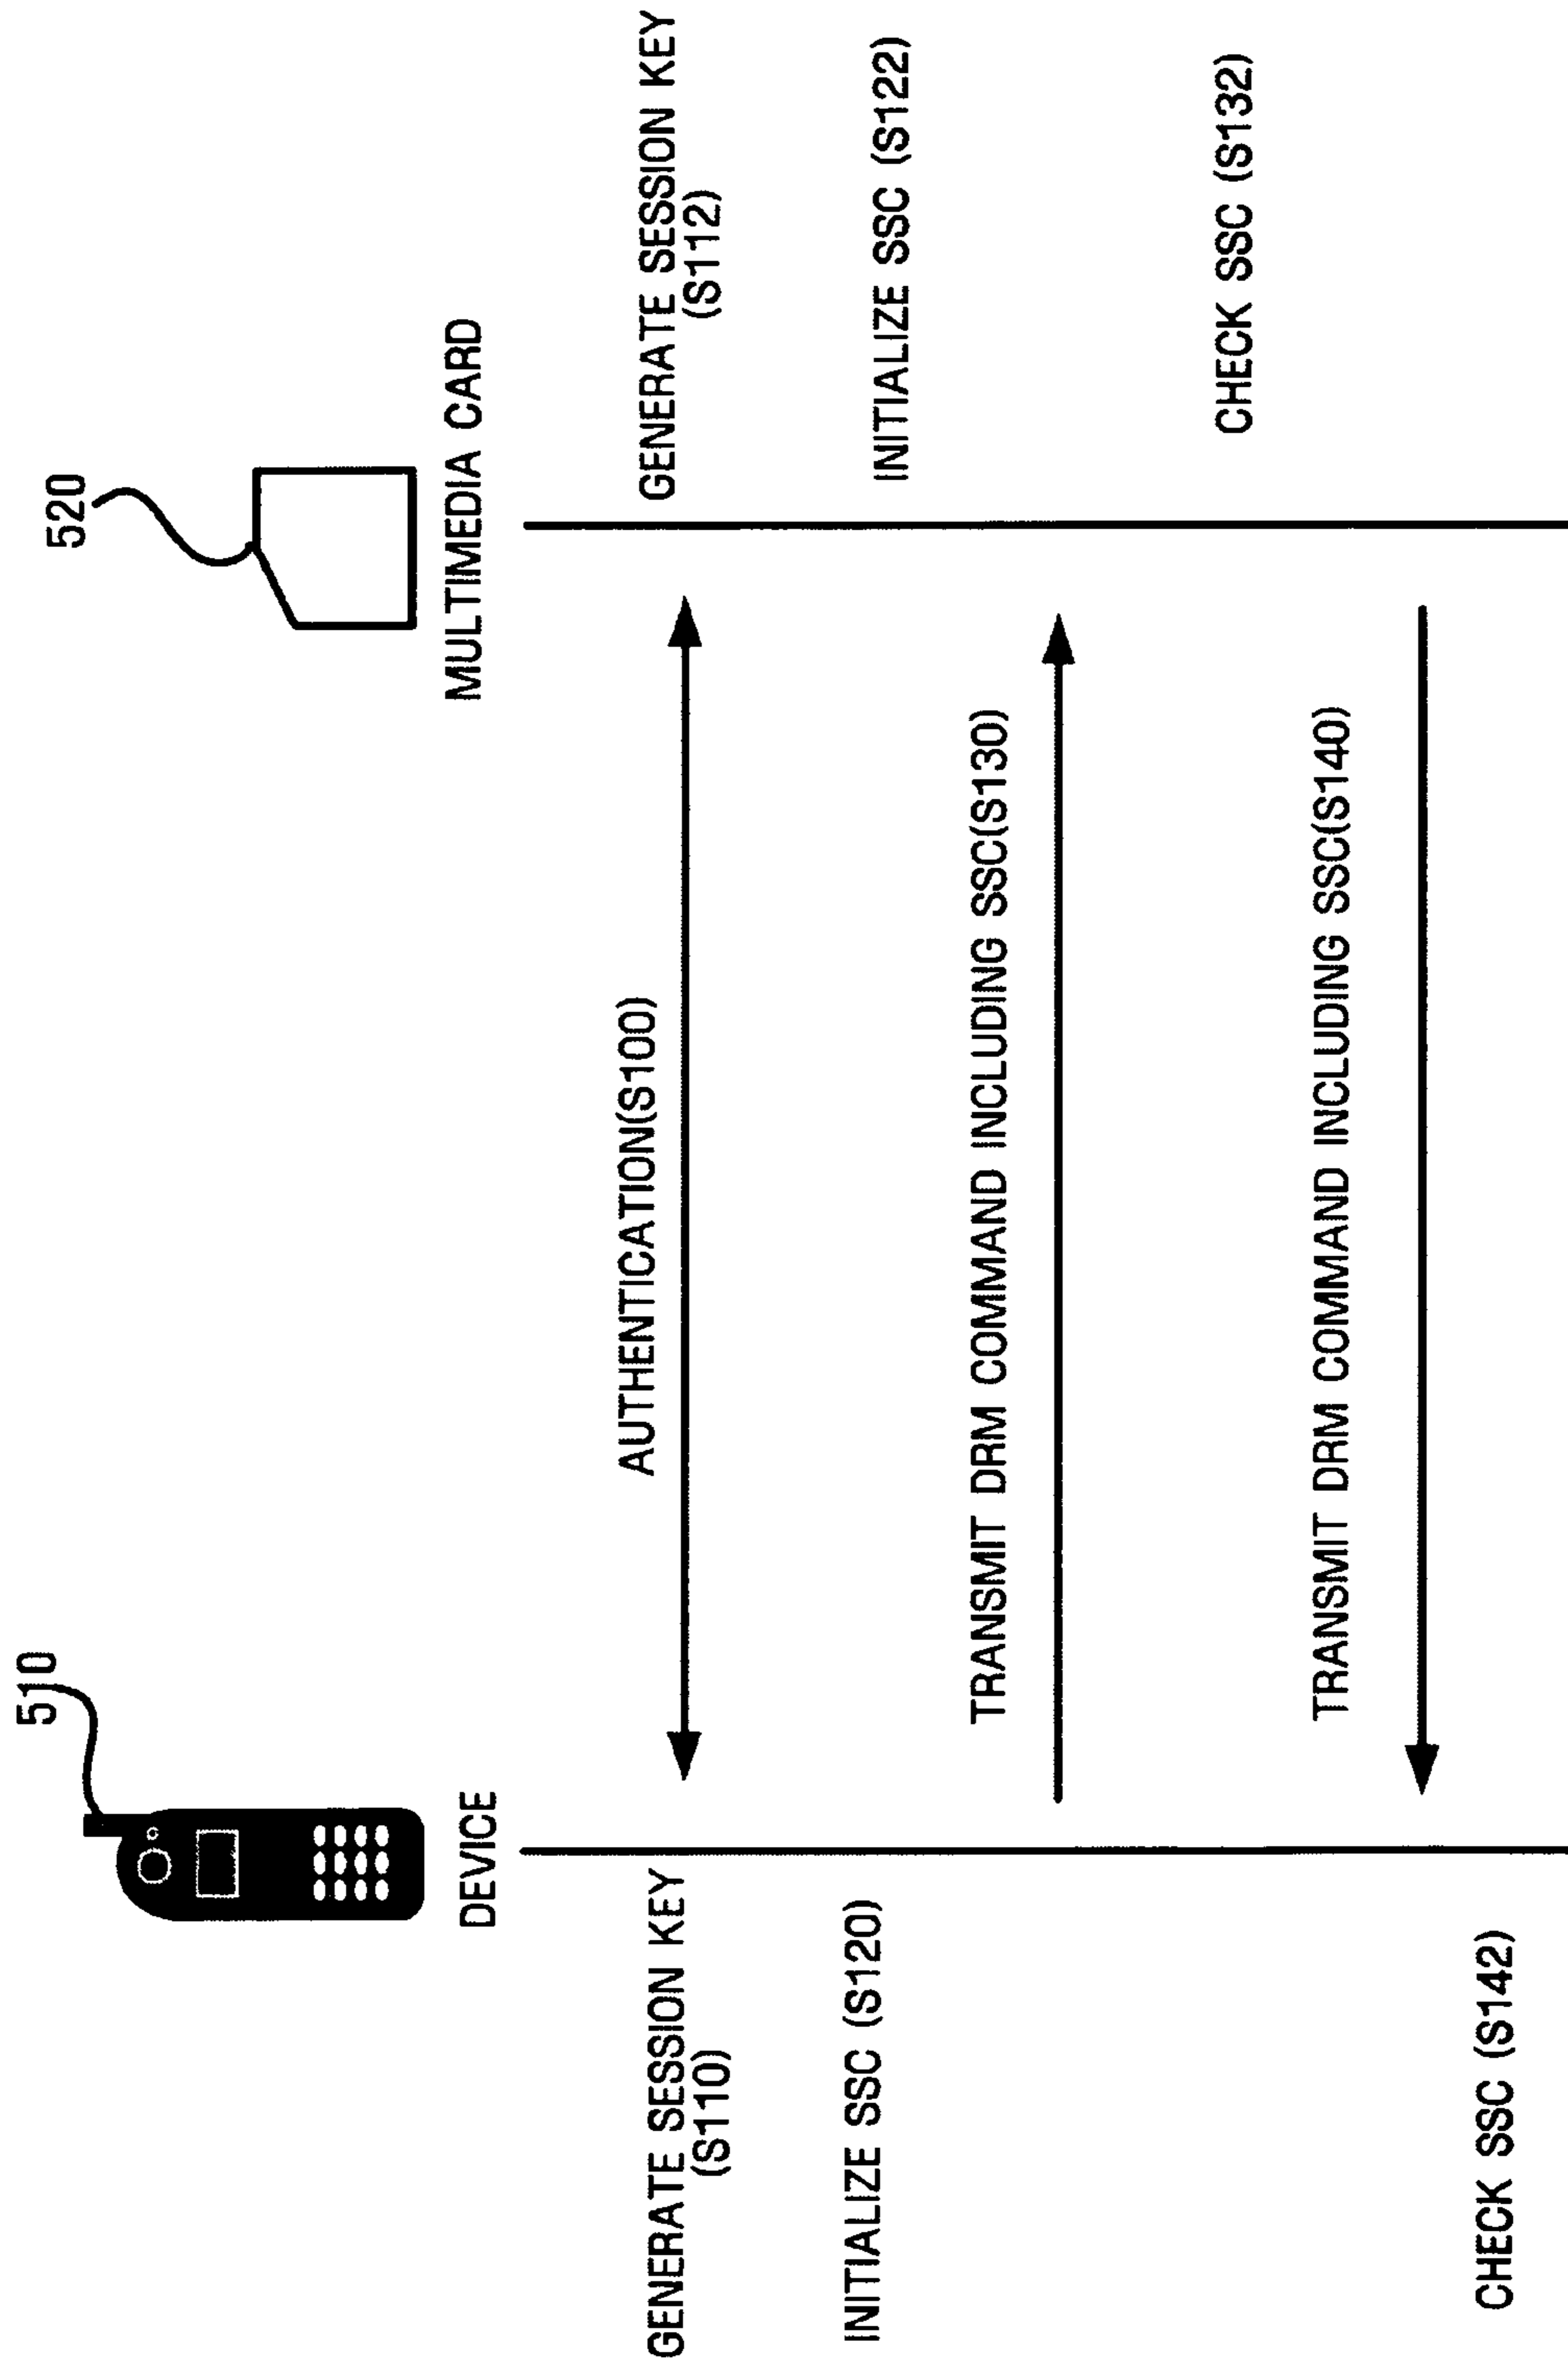 510
520
DEVICE
MULTIMEDIA CARD
AUTHENTICATION(S100)
GENERATE SESSION KEY
(S110)
GENERATE SESSION KEY
(S112)
INITIALIZE SSC (S120)
INITIALIZE SSC (S122)
TRANSMIT DRM COMMAND INCLUDING SSC(S130)
CHECK SSC (S132)
TRANSMIT DRM COMMAND INCLUDING SSC(S140)
CHECK SSC (S142)